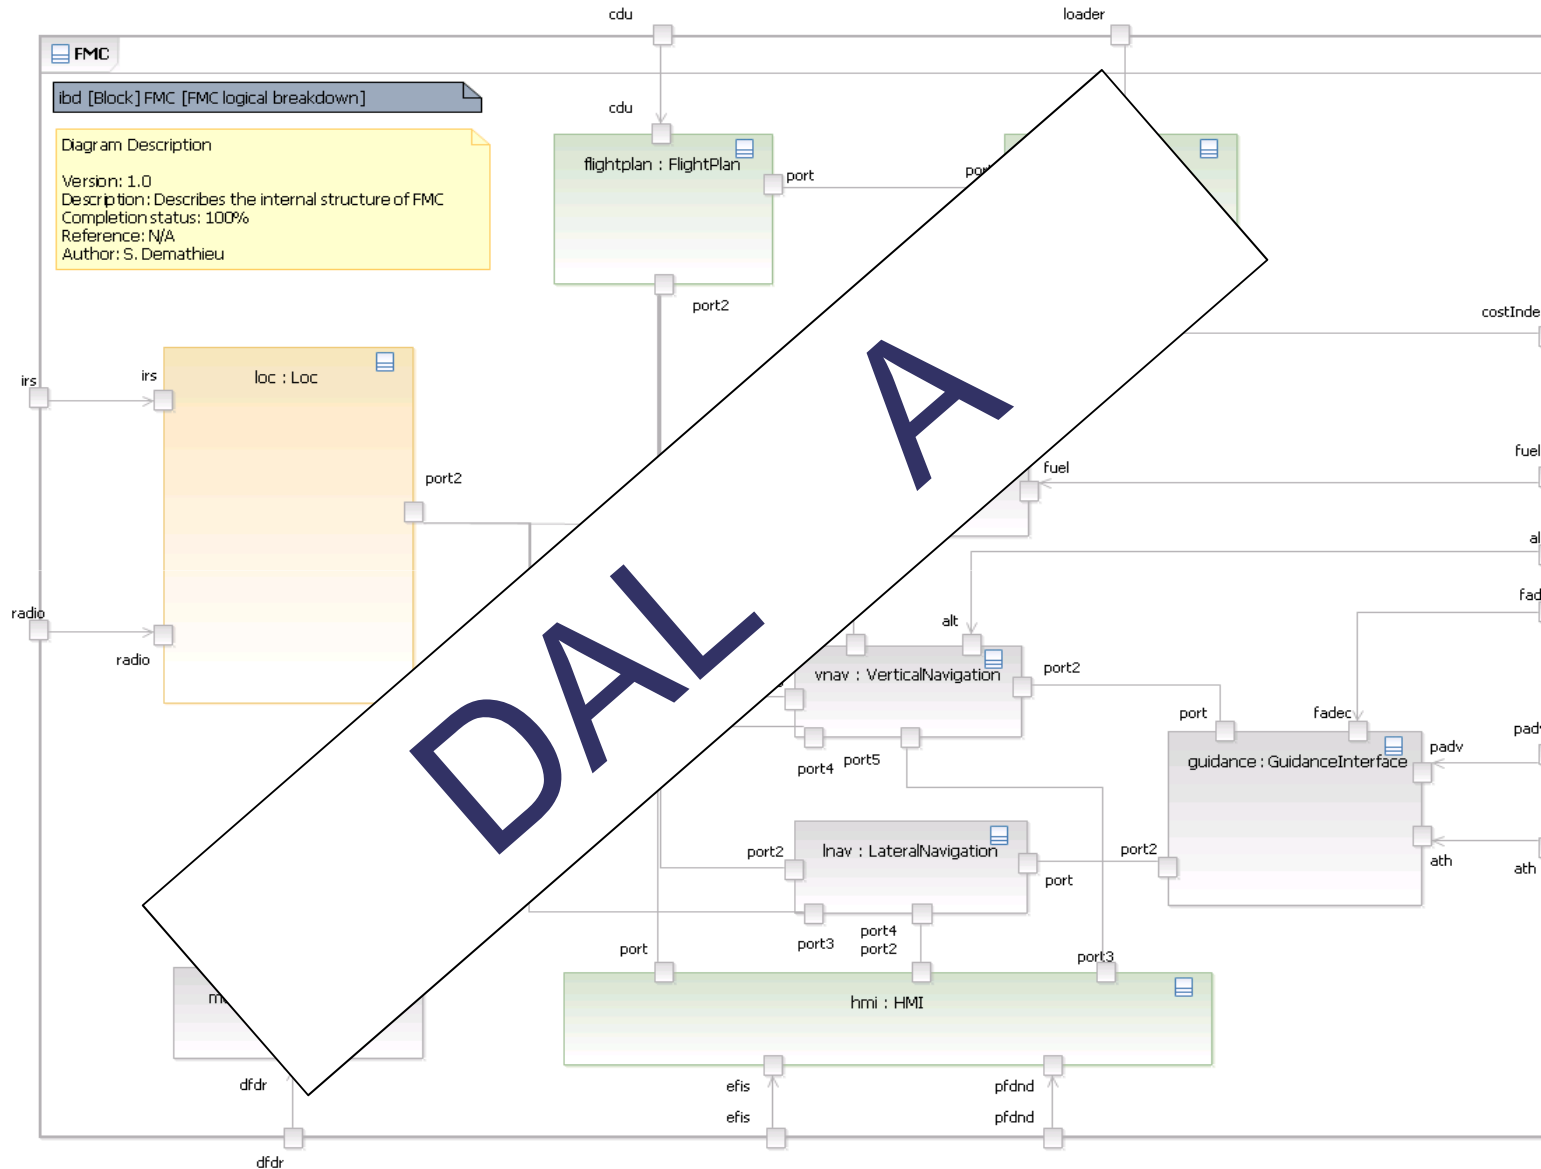 cdu
loader
FMC
ibd [Block] FMC [FMC logical breakdown]
cdu
Diagram Description
Version: 1.0
Description: Describes the internal structure of FMC
Completion status: 100%
Reference: N/A
Author: S. Demathieu
flightplan : FlightPlan
port
port2
costInde
irs
irs
loc : Loc
port2
fuel
fuel
al
fad
radio
radio
alt
vnav : VerticalNavigation
port2
port
fadec
padv
padv
guidance : GuidanceInterface
port4
port5
port2
lnav : LateralNavigation
port
port2
ath
ath
port3
port4
port2
port
port3
hmi : HMI
dfdr
efis
pfdnd
efis
pfdnd
dfdr
DAL A